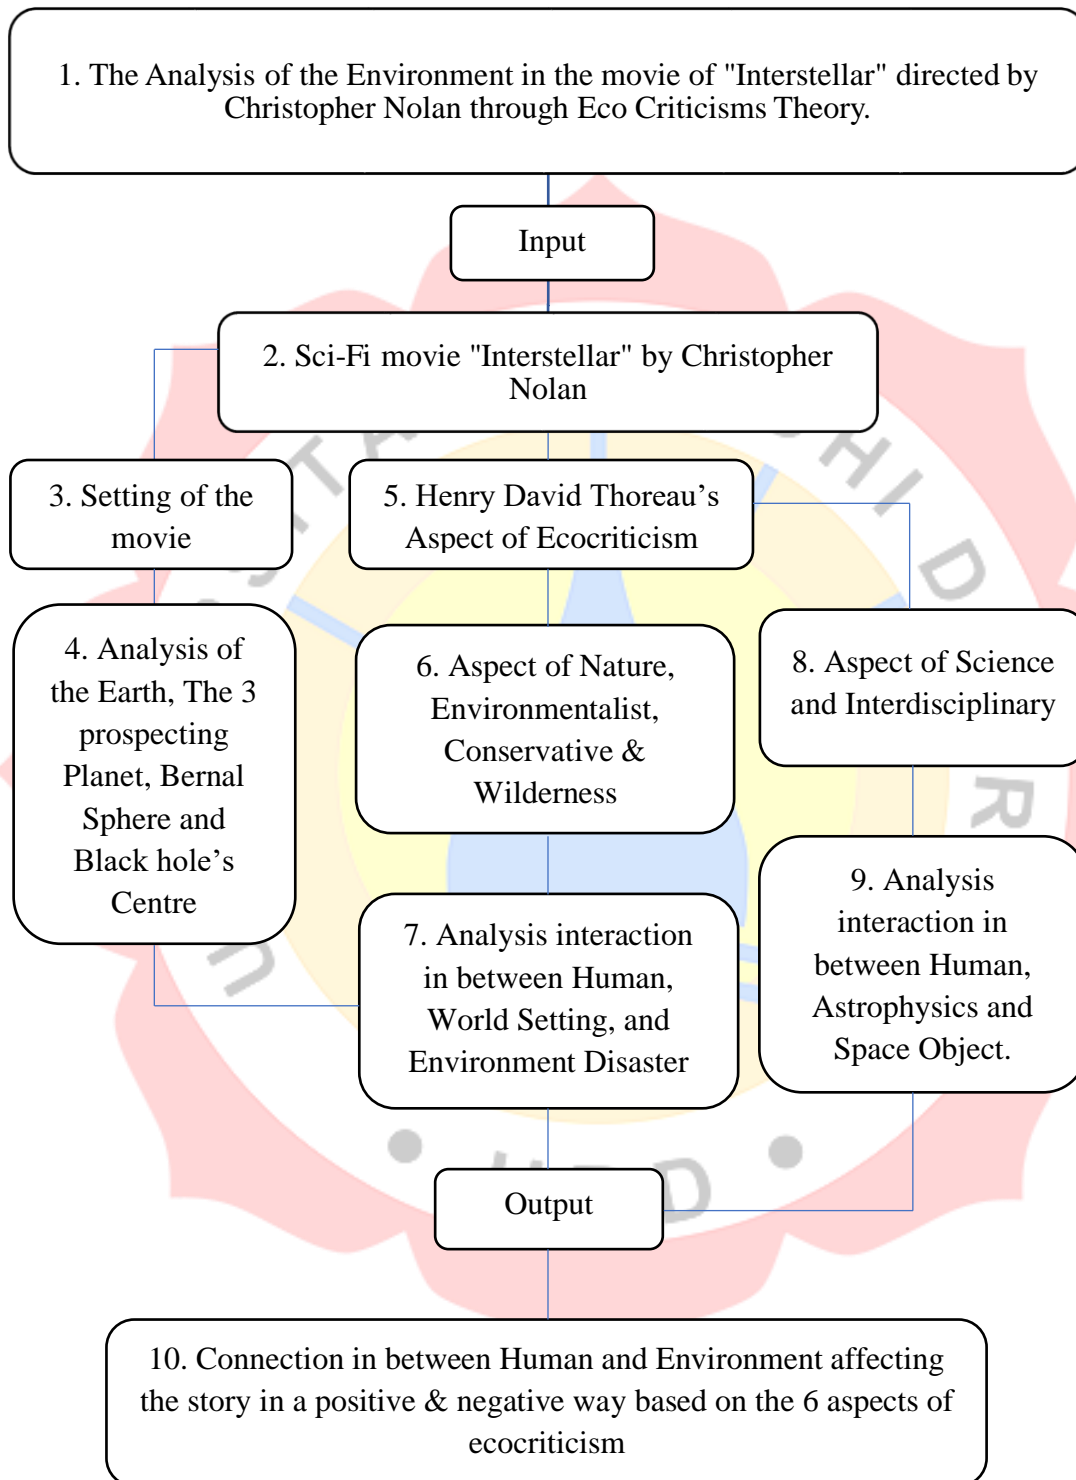 1. The Analysis of the Environment in the movie of "Interstellar" directed by
Christopher Nolan through Eco Criticisms Theory.
Input
2. Sci-Fi movie "Interstellar" by Christopher
Nolan
3. Setting of the
movie
5. Henry David Thoreau’s
Aspect of Ecocriticism
4. Analysis of
the Earth, The 3
prospecting
Planet, Bernal
Sphere and
Black hole’s
Centre
6. Aspect of Nature,
Environmentalist,
Conservative &
Wilderness
8. Aspect of Science
and Interdisciplinary
7. Analysis interaction
in between Human,
World Setting, and
Environment Disaster
9. Analysis
interaction in
between Human,
Astrophysics and
Space Object.
Output
10. Connection in between Human and Environment affecting
the story in a positive & negative way based on the 6 aspects of
ecocriticism